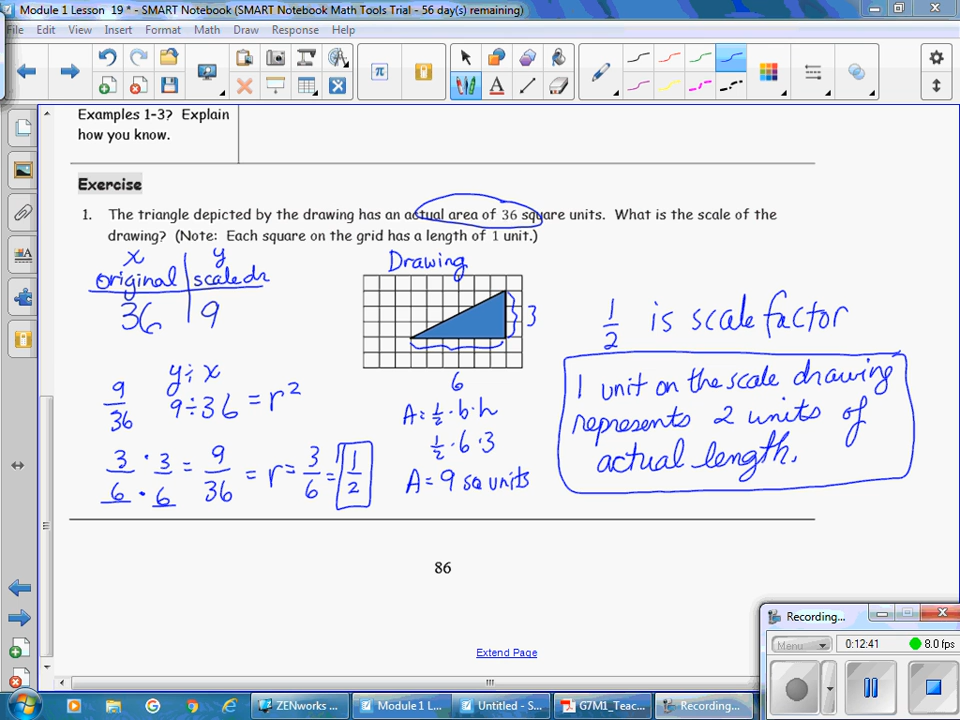 Module 1 Lesson 19 * - SMART Notebook (SMART Notebook Math Tools Trial - 56 day(s) remaining)
File Edit View Insert Format Math Draw Response Help
Examples 1-3? Explain
how you know.
Exercise
1. The triangle depicted by the drawing has an actual area of 36 square units. What is the scale of the
drawing? (Note: Each square on the grid has a length of 1 unit.)
x y
original scale dr
36 9
Drawing
3
6
y ÷ x
9/36 9 ÷ 36 = r²
3/6 · 3/6 = 9/36 = r = 3/6 = 1/2
A = 1/2 · b · h
1/2 · 6 · 3
A = 9 sq units
1/2 is scale factor
1 unit on the scale drawing
represents 2 units of
actual length.
86
Extend Page
Recording...
Menu 0:12:41 8.0 fps
ZENworks ... Module 1 L... Untitled - S... G7M1_Teac... Recording...